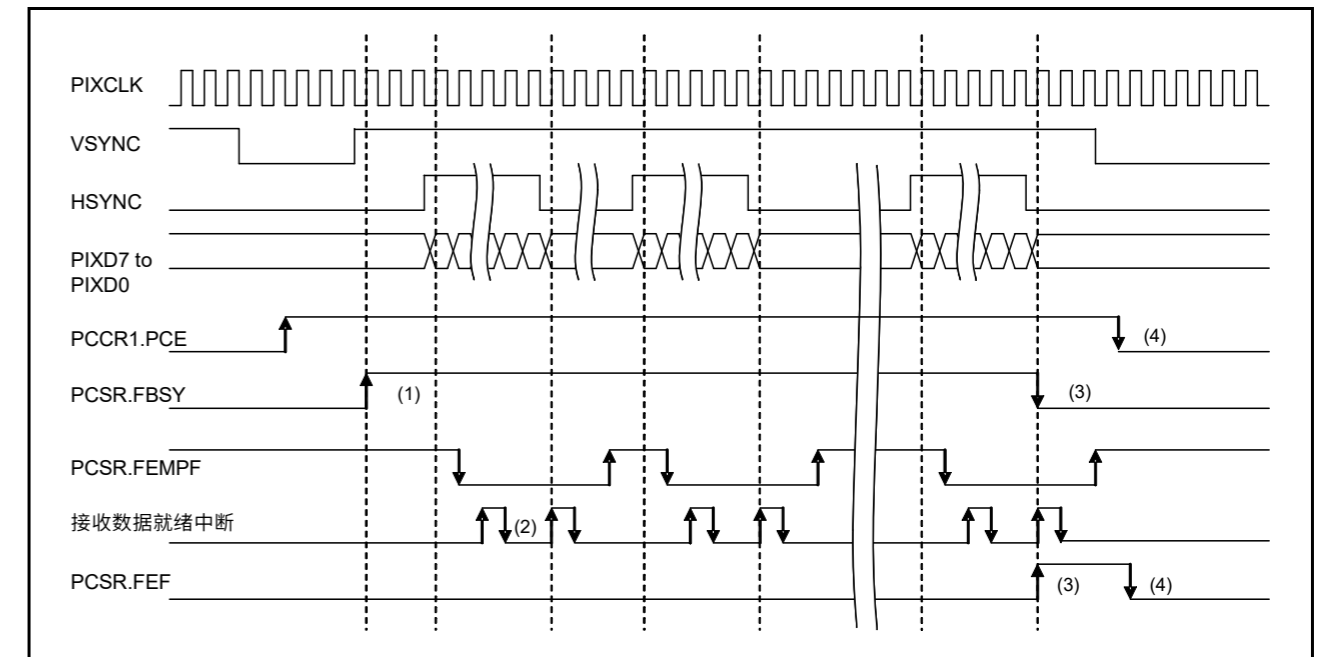 PIXCLK
VSYNC
HSYNC
PIXD7 to
PIXD0
PCCR1.PCE
(4)
PCSR.FBSY
(1)
(3)
PCSR.FEMPF
接收数据就绪中断
(2)
PCSR.FEF
(3)
(4)